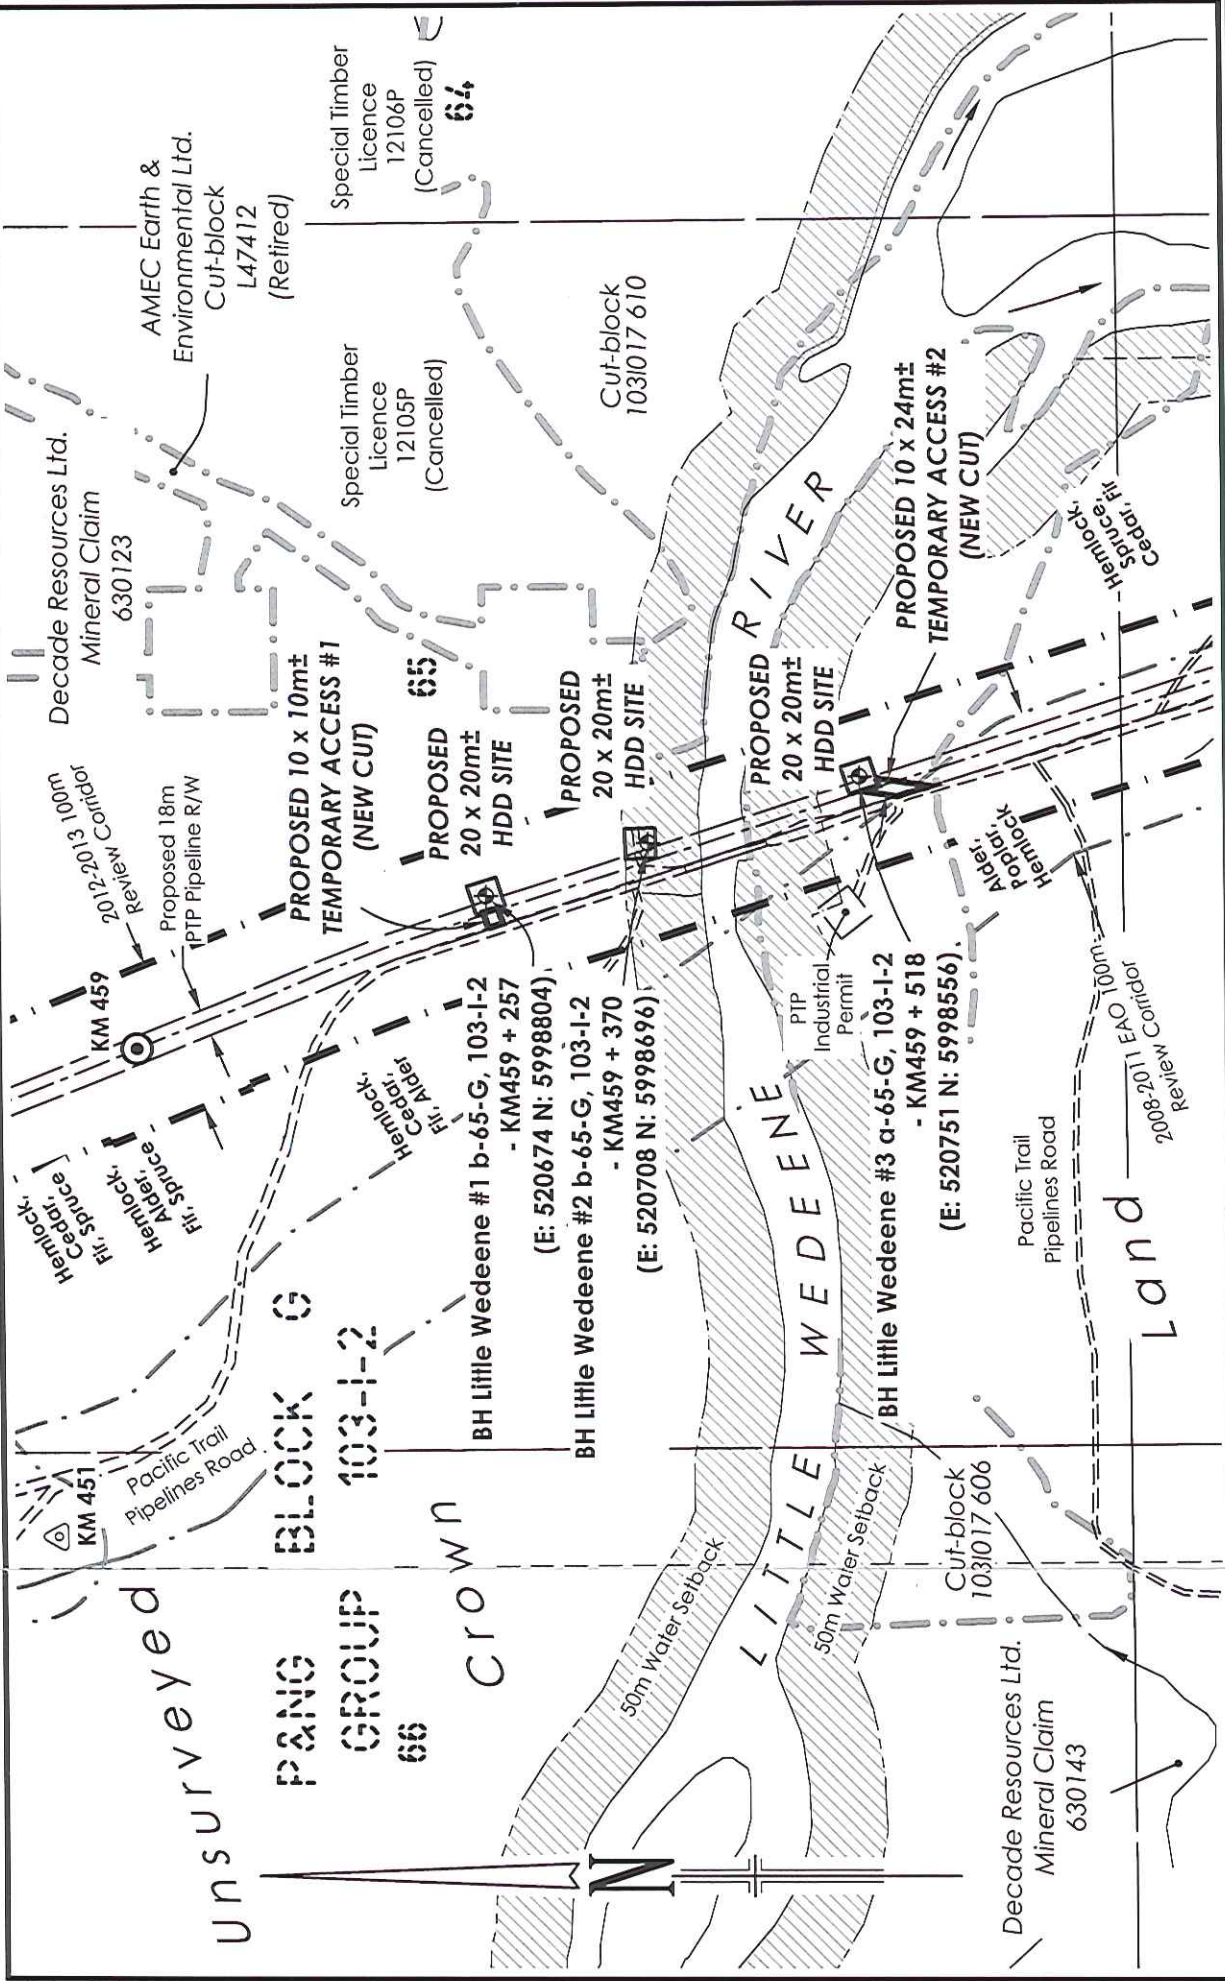 Unsurveyed
Crown
Land
P&NG
GROUP
66
BLOCK G
103-I-2
KM 451
Pacific Trail
Pipelines Road
Hemlock,
Cedar,
Fir, Spruce
Hemlock,
Alder,
Fir, Spruce
Hemlock,
Cedar,
Fir, Alder
KM 459
2012-2013 100m
Review Corridor
Proposed 18m
PTP Pipeline R/W
Decade Resources Ltd.
Mineral Claim
630123
AMEC Earth &
Environmental Ltd.
Cut-block
L47412
(Retired)
Special Timber
Licence
12106P
(Cancelled)
64
Special Timber
Licence
12105P
(Cancelled)
65
Cut-block
103I017 610
PROPOSED 10 x 10m±
TEMPORARY ACCESS #1
(NEW CUT)
PROPOSED
20 x 20m±
HDD SITE
PROPOSED
20 x 20m±
HDD SITE
PROPOSED
20 x 20m±
HDD SITE
PROPOSED 10 x 24m±
TEMPORARY ACCESS #2
(NEW CUT)
BH Little Wedeene #1 b-65-G, 103-I-2
- KM459 + 257
(E: 520674 N: 5998804)
BH Little Wedeene #2 b-65-G, 103-I-2
- KM459 + 370
(E: 520708 N: 5998696)
BH Little Wedeene #3 a-65-G, 103-I-2
- KM459 + 518
(E: 520751 N: 5998556)
LITTLE WEDEENE RIVER
50m Water Setback
50m Water Setback
PTP
Industrial
Permit
Hemlock,
Spruce,
Cedar, Fir
Alder,
Poplar,
Hemlock
Pacific Trail
Pipelines Road
2008-2011 EAO 100m
Review Corridor
Cut-block
103I017 606
Decade Resources Ltd.
Mineral Claim
630143
N